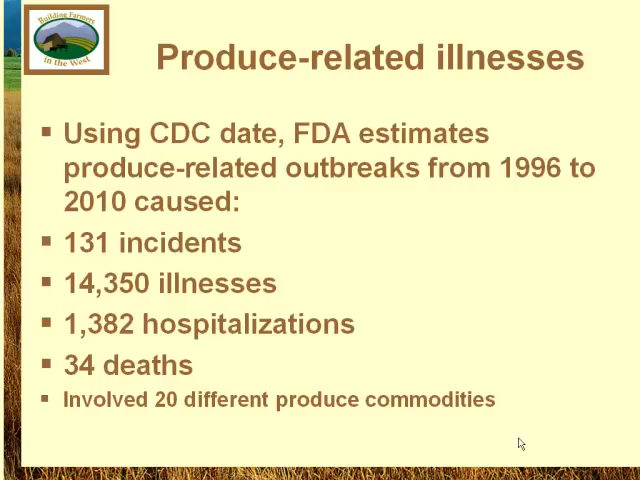 Building Farmers
in the West
Produce-related illnesses
Using CDC date, FDA estimates
produce-related outbreaks from 1996 to
2010 caused:
131 incidents
14,350 illnesses
1,382 hospitalizations
34 deaths
Involved 20 different produce commodities